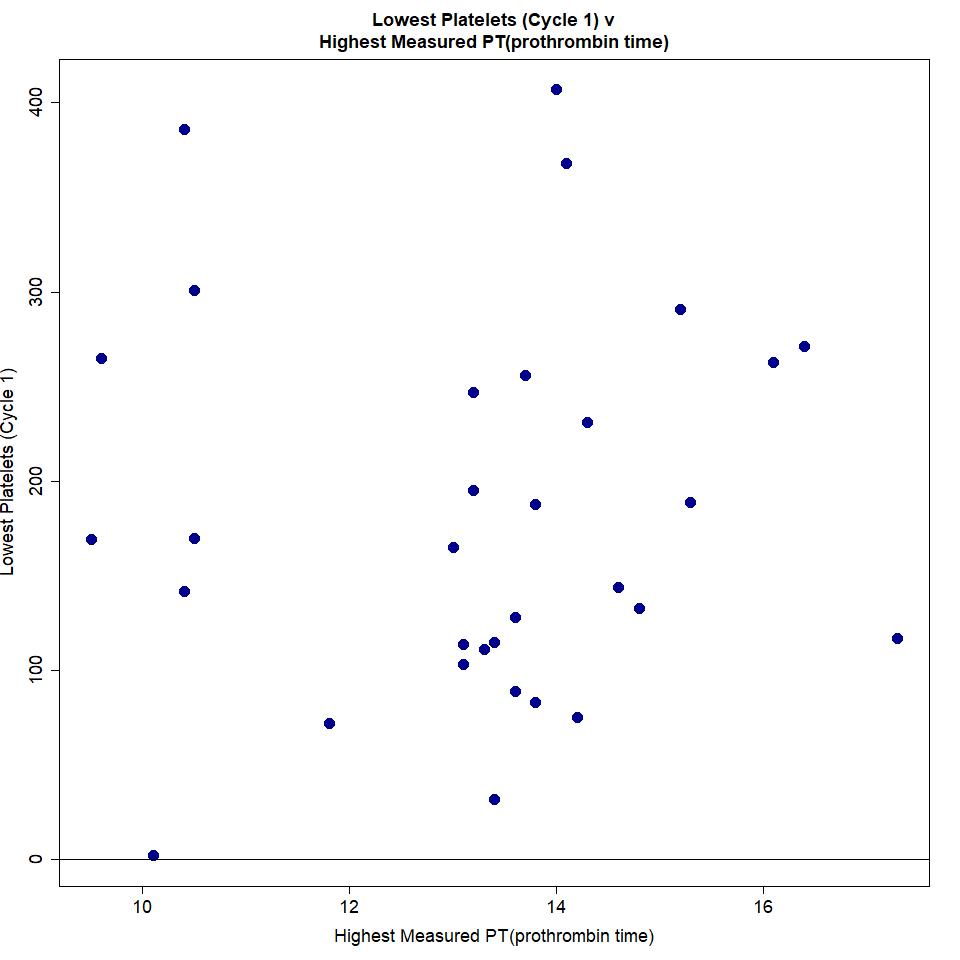 Lowest Platelets (Cycle 1) v
Highest Measured PT(prothrombin time)
400
300
200
100
0
Lowest Platelets (Cycle 1)
10 12 14 16
Highest Measured PT(prothrombin time)